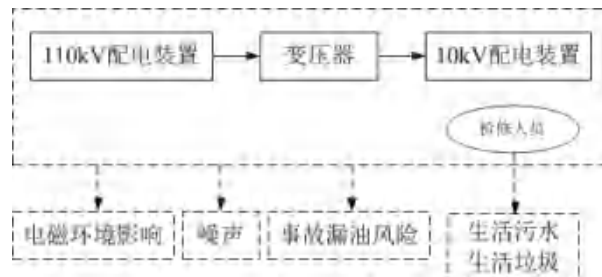 110kV配电装置
变压器
10kV配电装置
检修人员
电磁环境影响
噪声
事故漏油风险
生活污水
生活垃圾